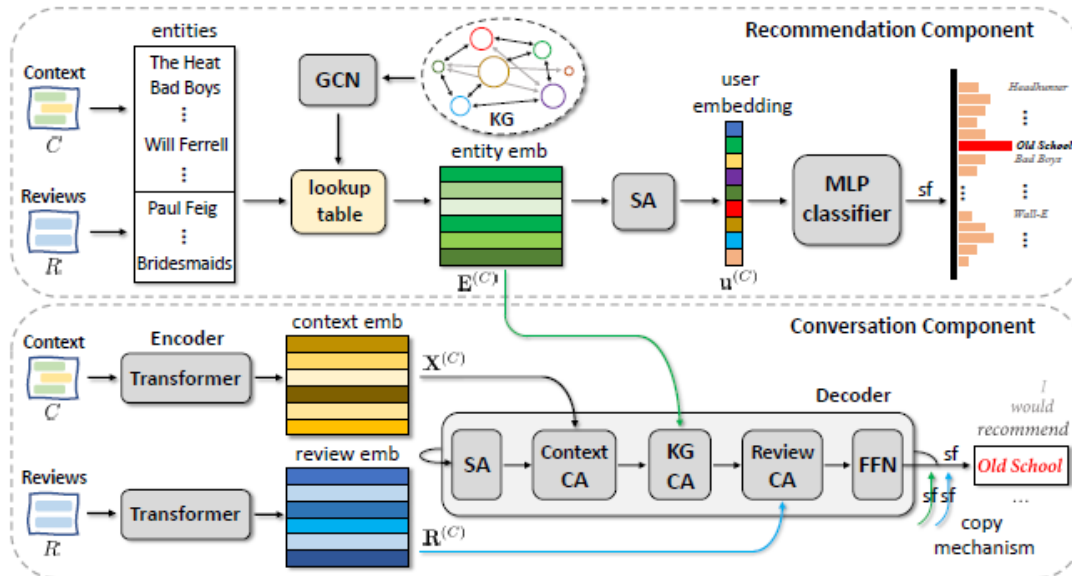 Recommendation Component
entities
Context
C
Reviews
R
The Heat
Bad Boys
⋮
Will Ferrell
⋮
Paul Feig
⋮
Bridesmaids
GCN
KG
lookup
table
entity emb
E^(C)
SA
user
embedding
u^(C)
MLP
classifier
sf
Headhunter
⋮
Old School
Bad Boys
⋮ ⋮
Wall-E
⋮
Conversation Component
Context
C
Encoder
Transformer
context emb
X^(C)
Reviews
R
Transformer
review emb
R^(C)
Decoder
SA
Context
CA
KG
CA
Review
CA
FFN
sf
sf sf
copy
mechanism
I
would
recommend
Old School
...